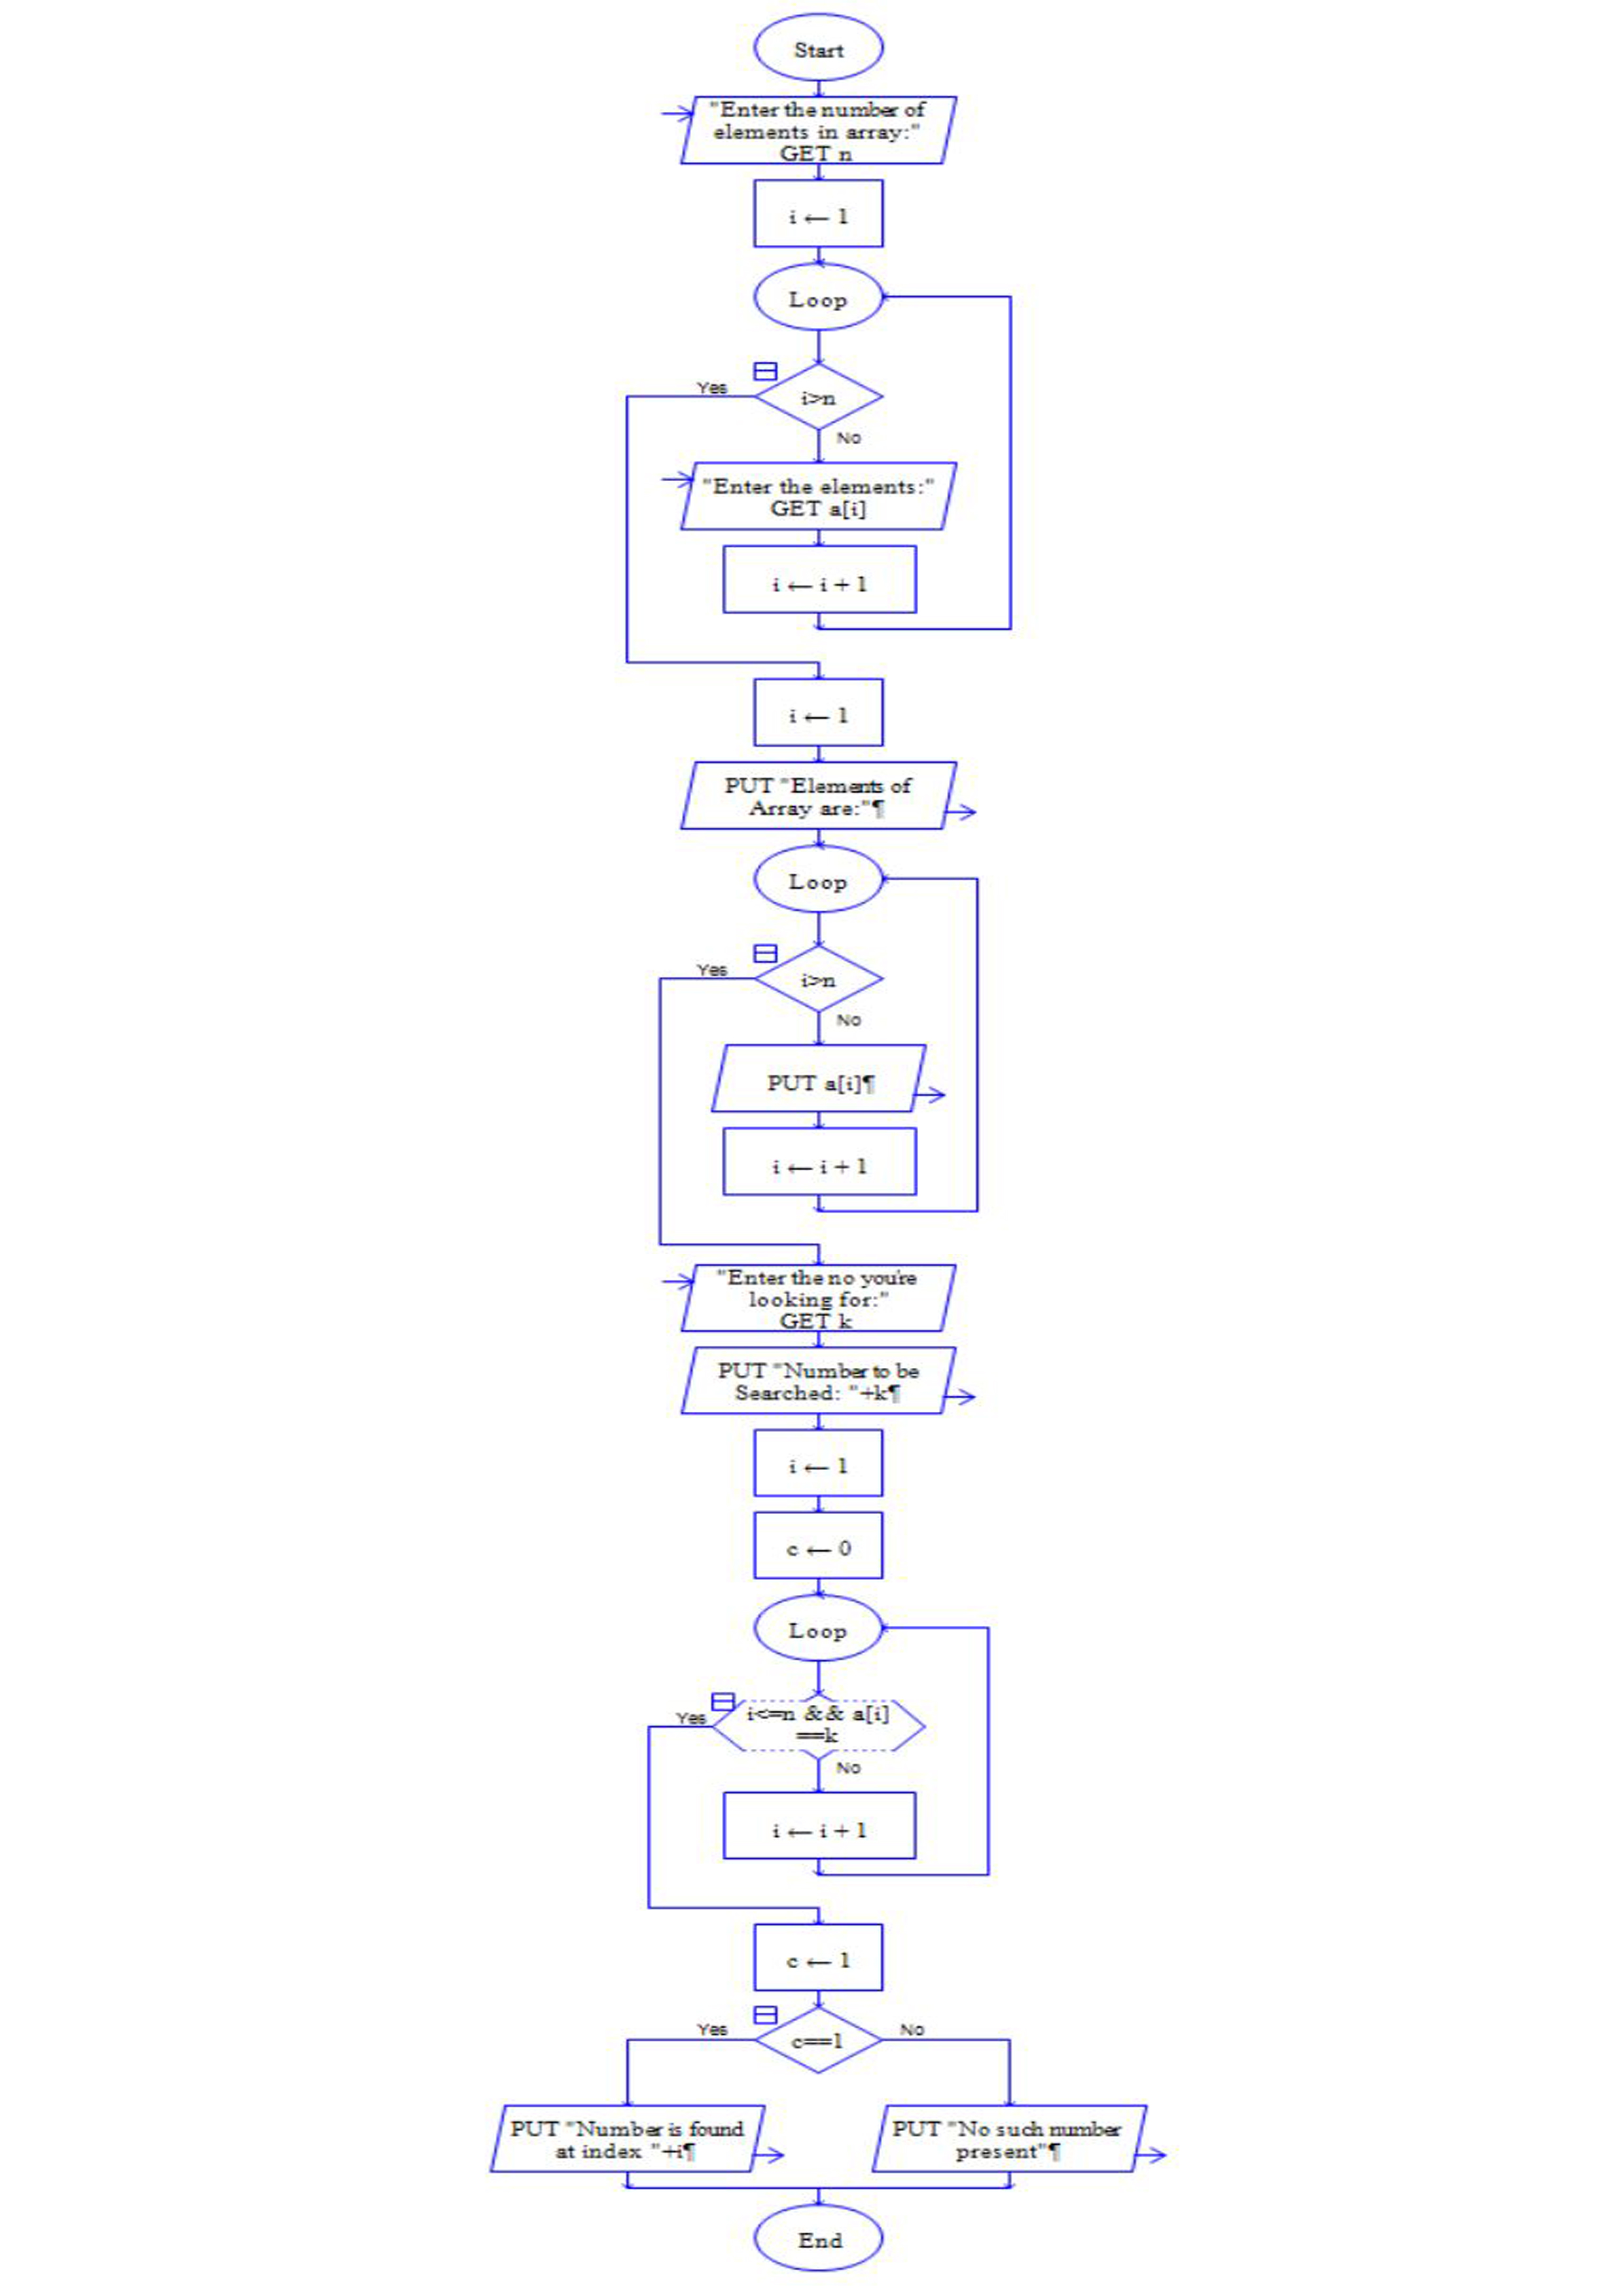 Start
"Enter the number of
elements in array:"
GET n
i ← 1
Loop
i>n
Yes
No
"Enter the elements:"
GET a[i]
i ← i + 1
i ← 1
PUT "Elements of
Array are:"¶
Loop
i>n
Yes
No
PUT a[i]¶
i ← i + 1
"Enter the no you're
looking for:"
GET k
PUT "Number to be
Searched: "+k¶
i ← 1
c ← 0
Loop
i<=n && a[i]
==k
Yes
No
i ← i + 1
c ← 1
c==1
Yes
No
PUT "Number is found
at index "+i¶
PUT "No such number
present"¶
End